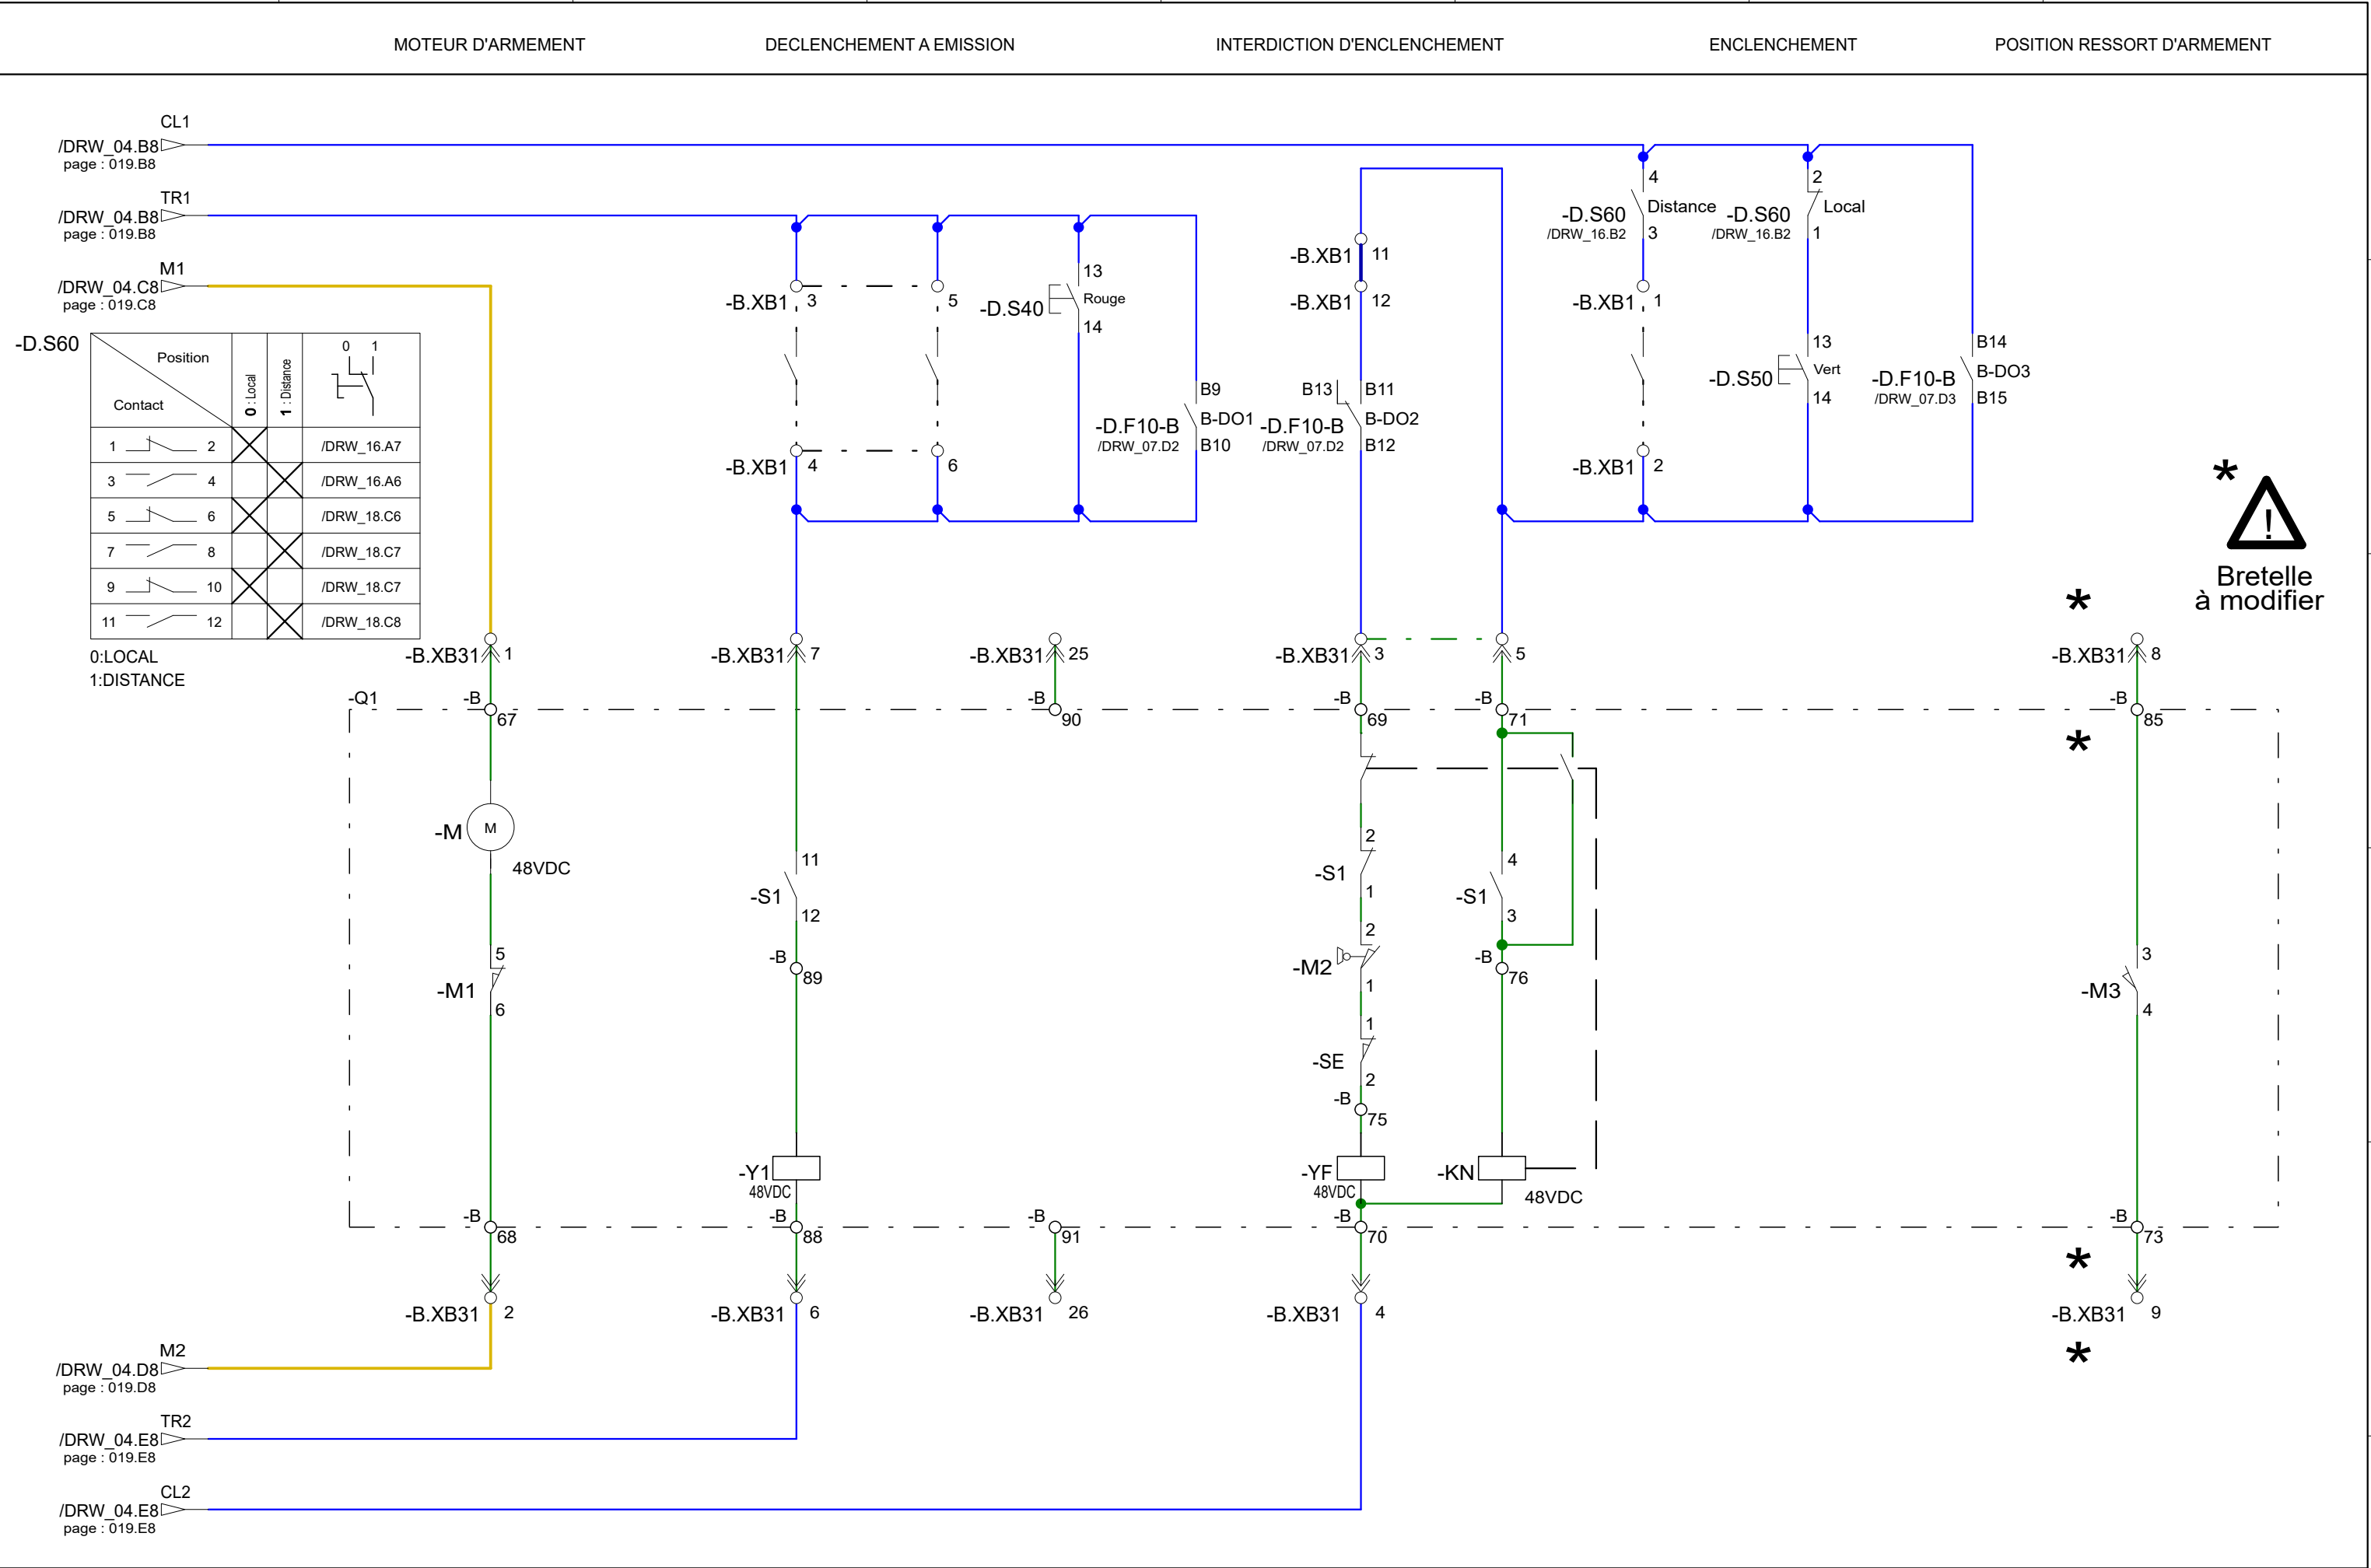 MOTEUR D'ARMEMENT
DECLENCHEMENT A EMISSION
INTERDICTION D'ENCLENCHEMENT
ENCLENCHEMENT
POSITION RESSORT D'ARMEMENT
CL1
/DRW_04.B8
page : 019.B8
TR1
/DRW_04.B8
page : 019.B8
M1
/DRW_04.C8
page : 019.C8
-D.S60
Position
Contact
0 : Local
1 : Distance
0 1
1 2 /DRW_16.A7
3 4 /DRW_16.A6
5 6 /DRW_18.C6
7 8 /DRW_18.C7
9 10 /DRW_18.C7
11 12 /DRW_18.C8
0:LOCAL
1:DISTANCE
-B.XB1 3
5
-B.XB1 4
6
13
-D.S40 Rouge
14
B9
B-DO1
-D.F10-B
/DRW_07.D2 B10
-B.XB1 11
-B.XB1 12
B13 B11
B-DO2
-D.F10-B
/DRW_07.D2 B12
4
Distance
-D.S60
/DRW_16.B2 3
-B.XB1 1
-B.XB1 2
2
Local
-D.S60
/DRW_16.B2 1
13
Vert
-D.S50
14
B14
B-DO3
-D.F10-B
/DRW_07.D3 B15
*
!
Bretelle
à modifier
*
-B.XB31 1
-B.XB31 7
-B.XB31 25
-B.XB31 3
5
-B.XB31 8
-Q1
-B 67
-B 90
-B 69
-B 71
-B 85
*
-M M
48VDC
5
-M1
6
11
-S1
12
-B 89
2
-S1
1
2
-M2
1
1
-SE
2
-B 75
4
-S1
3
-B 76
3
-M3
4
-Y1
48VDC
-YF
48VDC
-KN
48VDC
-B 68
-B 88
-B 91
-B 70
-B 73
*
-B.XB31 2
-B.XB31 6
-B.XB31 26
-B.XB31 4
-B.XB31 9
*
M2
/DRW_04.D8
page : 019.D8
TR2
/DRW_04.E8
page : 019.E8
CL2
/DRW_04.E8
page : 019.E8